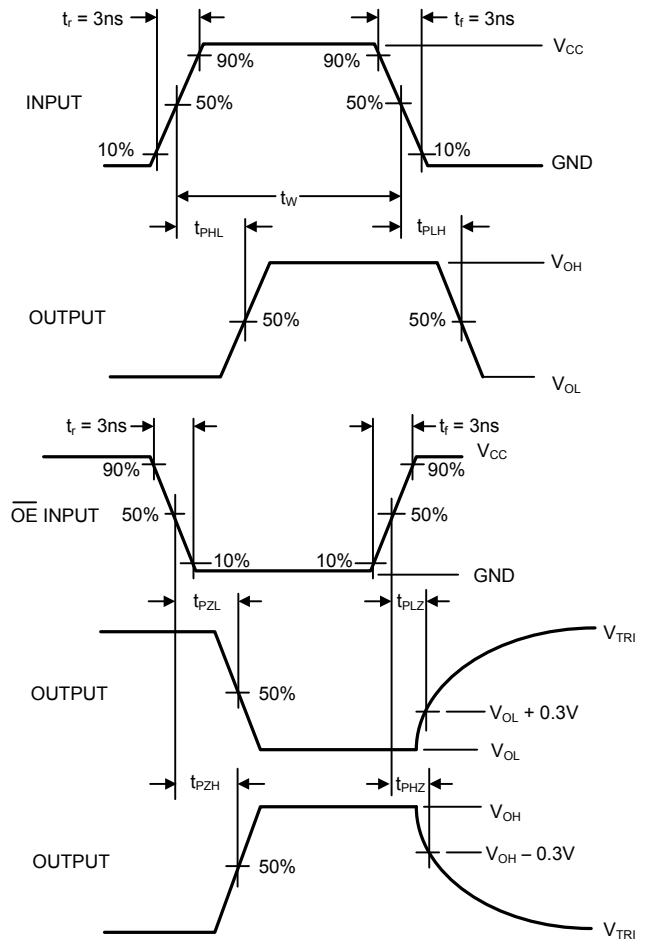 tr = 3ns tf = 3ns
VCC
90% 90%
INPUT 50% 50%
10% 10%
GND
tW
tPHL tPLH
VOH
OUTPUT 50% 50%
VOL
tr = 3ns tf = 3ns
VCC
90% 90%
OE INPUT 50% 50%
10% 10%
GND
tPZL tPLZ
VTRI
OUTPUT 50%
VOL + 0.3V
VOL
tPZH tPHZ
VOH
VOH – 0.3V
OUTPUT 50%
VTRI